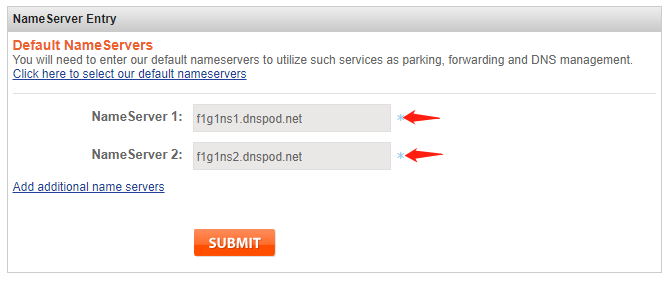 NameServer Entry
Default NameServers
You will need to enter our default nameservers to utilize such services as parking, forwarding and DNS management.
Click here to select our default nameservers
NameServer 1: f1g1ns1.dnspod.net *
NameServer 2: f1g1ns2.dnspod.net *
Add additional name servers
SUBMIT